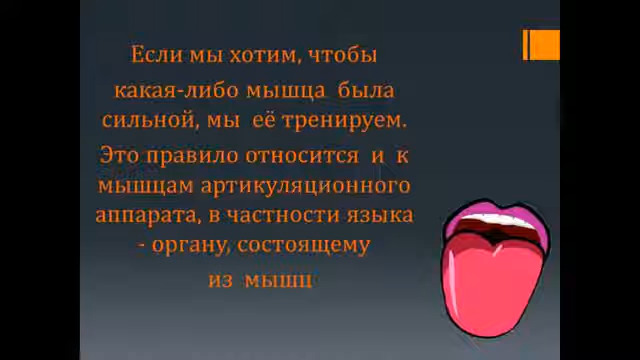 Если мы хотим, чтобы
какая-либо мышца была
сильной, мы её тренируем.
Это правило относится и к
мышцам артикуляционного
аппарата, в частности языка
- органу, состоящему
из мышц